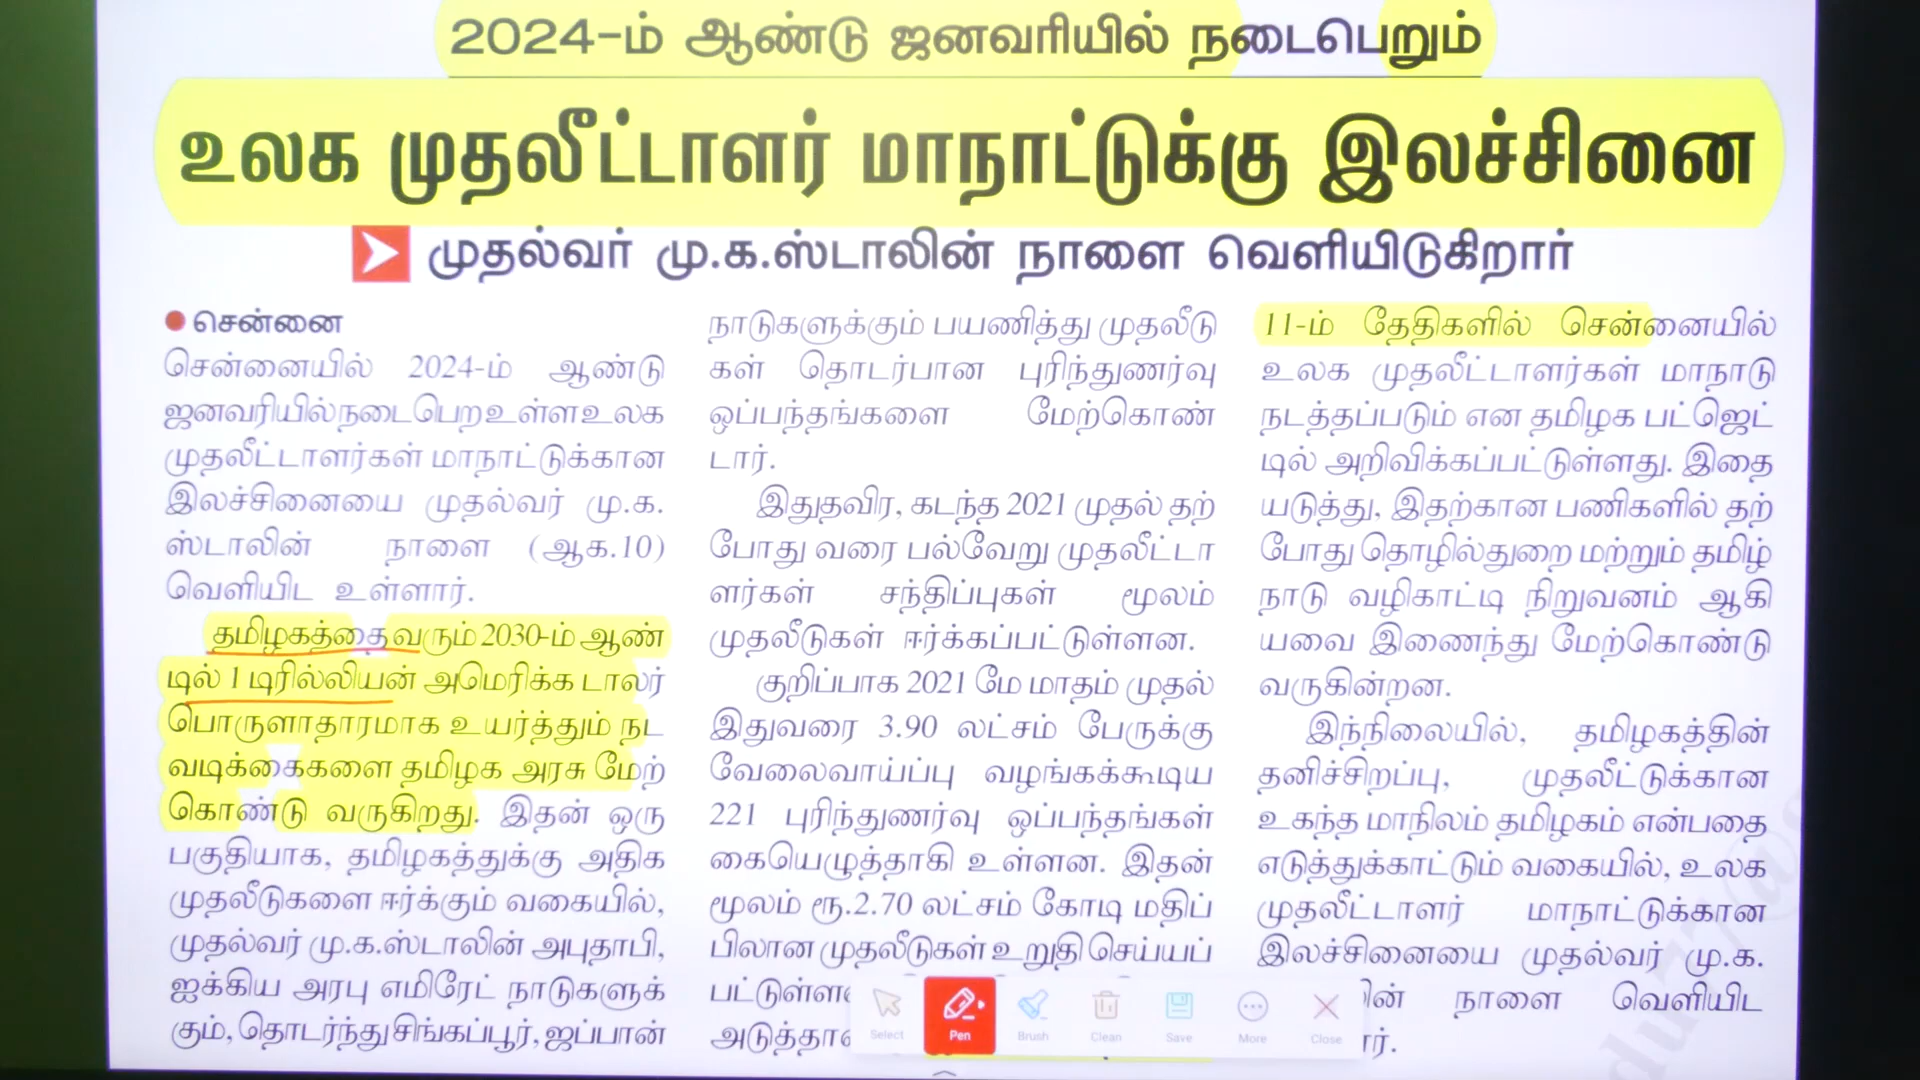 2024-ம் ஆண்டு ஜனவரியில் நடைபெறும்
உலக முதலீட்டாளர் மாநாட்டுக்கு இலச்சினை
முதல்வர் மு.க.ஸ்டாலின் நாளை வெளியிடுகிறார்
சென்னை
சென்னையில் 2024-ம் ஆண்டு
ஜனவரியில் நடைபெற உள்ள உலக
முதலீட்டாளர்கள் மாநாட்டுக்கான
இலச்சினையை முதல்வர் மு.க.
ஸ்டாலின் நாளை (ஆக.10)
வெளியிட உள்ளார்.
தமிழகத்தை வரும் 2030-ம் ஆண்
டில் 1 டிரில்லியன் அமெரிக்க டாலர்
பொருளாதாரமாக உயர்த்தும் நட
வடிக்கைகளை தமிழக அரசு மேற்
கொண்டு வருகிறது. இதன் ஒரு
பகுதியாக, தமிழகத்துக்கு அதிக
முதலீடுகளை ஈர்க்கும் வகையில்,
முதல்வர் மு.க.ஸ்டாலின் அபுதாபி,
ஐக்கிய அரபு எமிரேட் நாடுகளுக்
கும், தொடர்ந்து சிங்கப்பூர், ஜப்பான்
நாடுகளுக்கும் பயணித்து முதலீடு
கள் தொடர்பான புரிந்துணர்வு
ஒப்பந்தங்களை மேற்கொண்
டார்.
இதுதவிர, கடந்த 2021 முதல் தற்
போது வரை பல்வேறு முதலீட்டா
ளர்கள் சந்திப்புகள் மூலம்
முதலீடுகள் ஈர்க்கப்பட்டுள்ளன.
குறிப்பாக 2021 மே மாதம் முதல்
இதுவரை 3.90 லட்சம் பேருக்கு
வேலைவாய்ப்பு வழங்கக்கூடிய
221 புரிந்துணர்வு ஒப்பந்தங்கள்
கையெழுத்தாகி உள்ளன. இதன்
மூலம் ரூ.2.70 லட்சம் கோடி மதிப்
பிலான முதலீடுகள் உறுதி செய்யப்
பட்டுள்ள
அடுத்தா
11-ம் தேதிகளில் சென்னையில்
உலக முதலீட்டாளர்கள் மாநாடு
நடத்தப்படும் என தமிழக பட்ஜெட்
டில் அறிவிக்கப்பட்டுள்ளது. இதை
யடுத்து, இதற்கான பணிகளில் தற்
போது தொழில்துறை மற்றும் தமிழ்
நாடு வழிகாட்டி நிறுவனம் ஆகி
யவை இணைந்து மேற்கொண்டு
வருகின்றன.
இந்நிலையில், தமிழகத்தின்
தனிச்சிறப்பு, முதலீட்டுக்கான
உகந்த மாநிலம் தமிழகம் என்பதை
எடுத்துக்காட்டும் வகையில், உலக
முதலீட்டாளர் மாநாட்டுக்கான
இலச்சினையை முதல்வர் மு.க.
ின் நாளை வெளியிட
ார்.
Select Pen Brush Clean Save More Close